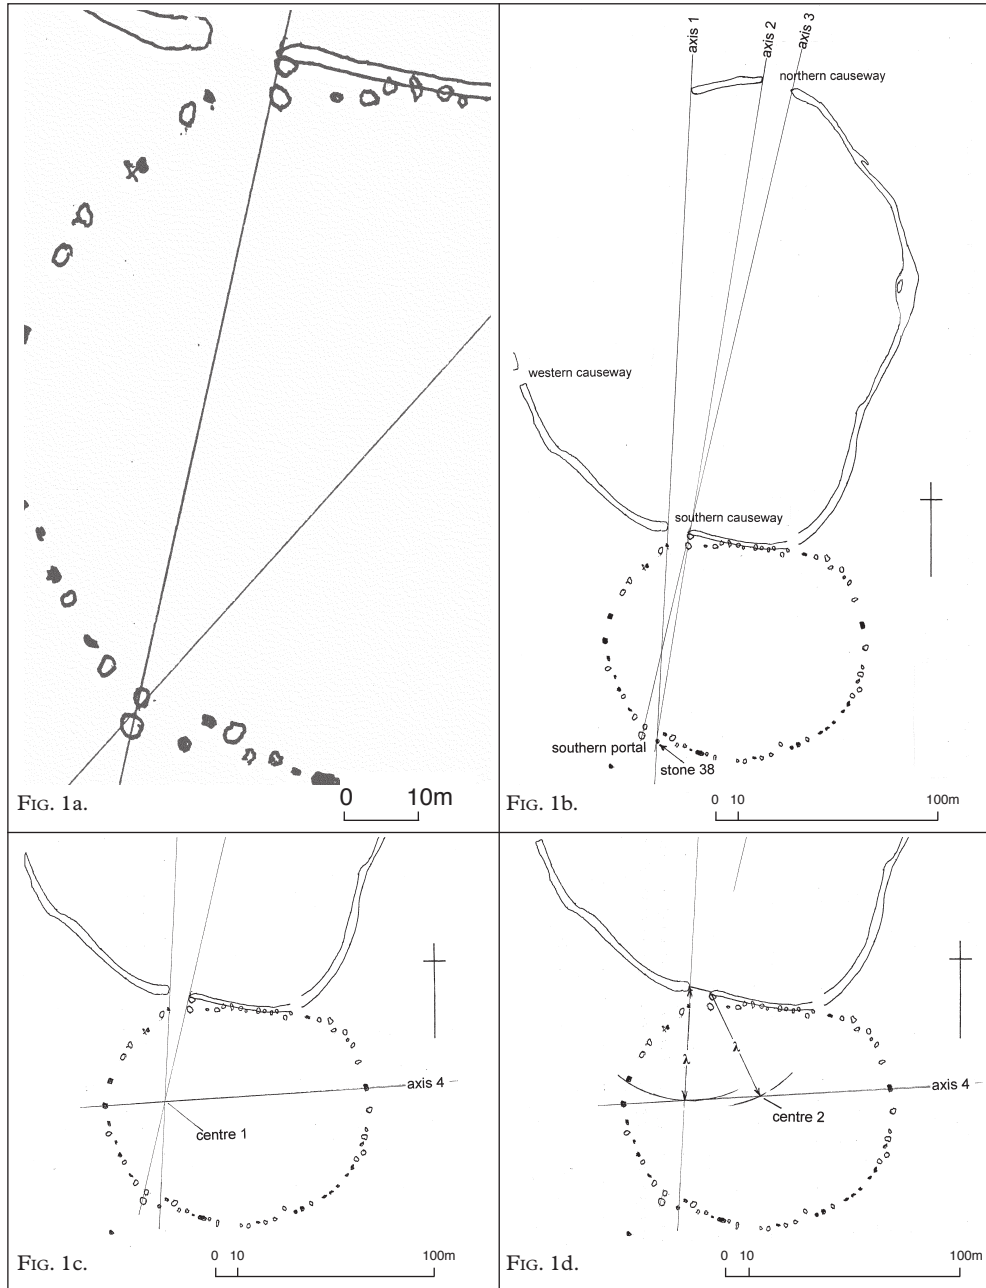 0 10m
FIG. 1a.
axis 1
axis 2
axis 3
northern causeway
western causeway
southern causeway
southern portal
stone 38
0 10 100m
FIG. 1b.
axis 4
centre 1
0 10 100m
FIG. 1c.
λ
λ
axis 4
centre 2
0 10 100m
FIG. 1d.